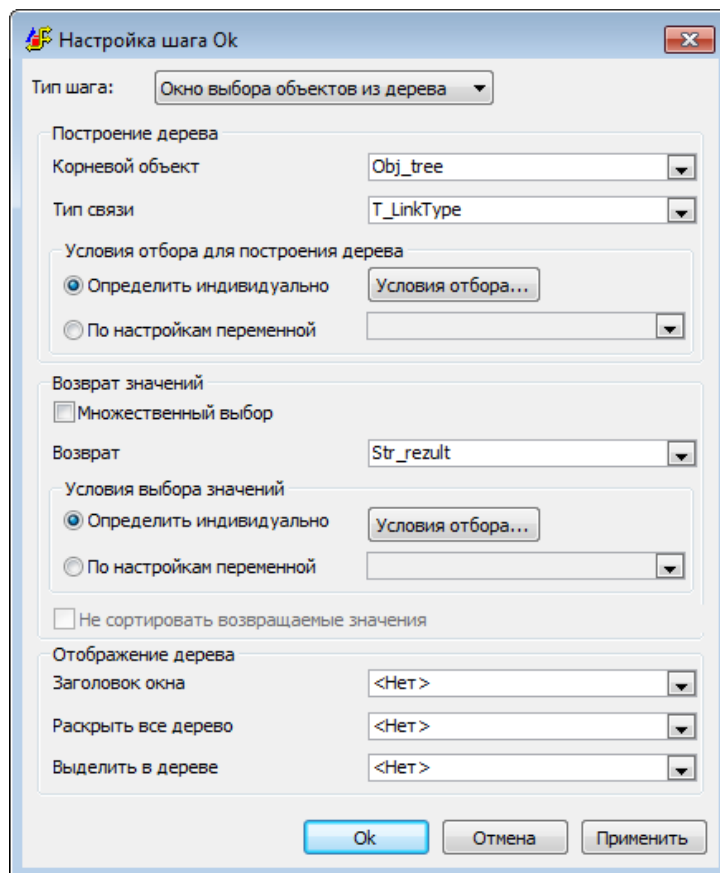 Настройка шага Ok
Тип шага: Окно выбора объектов из дерева
Построение дерева
Корневой объект Obj_tree
Тип связи T_LinkType
Условия отбора для построения дерева
Определить индивидуально Условия отбора...
По настройкам переменной
Возврат значений
Множественный выбор
Возврат Str_rezult
Условия выбора значений
Определить индивидуально Условия отбора...
По настройкам переменной
Не сортировать возвращаемые значения
Отображение дерева
Заголовок окна <Нет>
Раскрыть все дерево <Нет>
Выделить в дереве <Нет>
Ok Отмена Применить